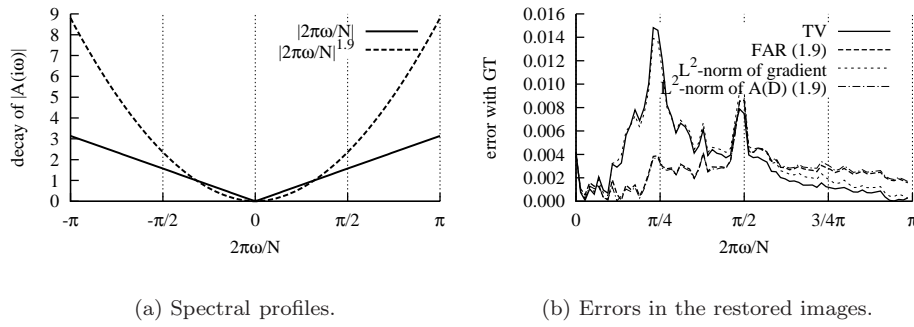 decay of |A(iω)|
9
8
7
6
5
4
3
2
1
0
-π
-π/2
0
π/2
π
2πω/N
|2πω/N|
|2πω/N|^1.9
(a) Spectral profiles.
error with GT
0.016
0.014
0.012
0.010
0.008
0.006
0.004
0.002
0.000
0
π/4
π/2
3/4π
π
2πω/N
TV
FAR (1.9)
L²-norm of gradient
L²-norm of A(D) (1.9)
(b) Errors in the restored images.